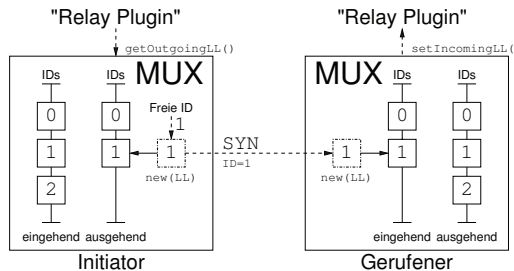 "Relay Plugin" "Relay Plugin"
getOutgoingLL() setIncomingLL(
IDs IDs MUX MUX IDs IDs
Freie ID
1
0 0 0 0
1 1 1 SYN 1 1 1
ID=1
new(LL) new(LL)
2 2
eingehend ausgehend eingehend ausgehend
Initiator Gerufener